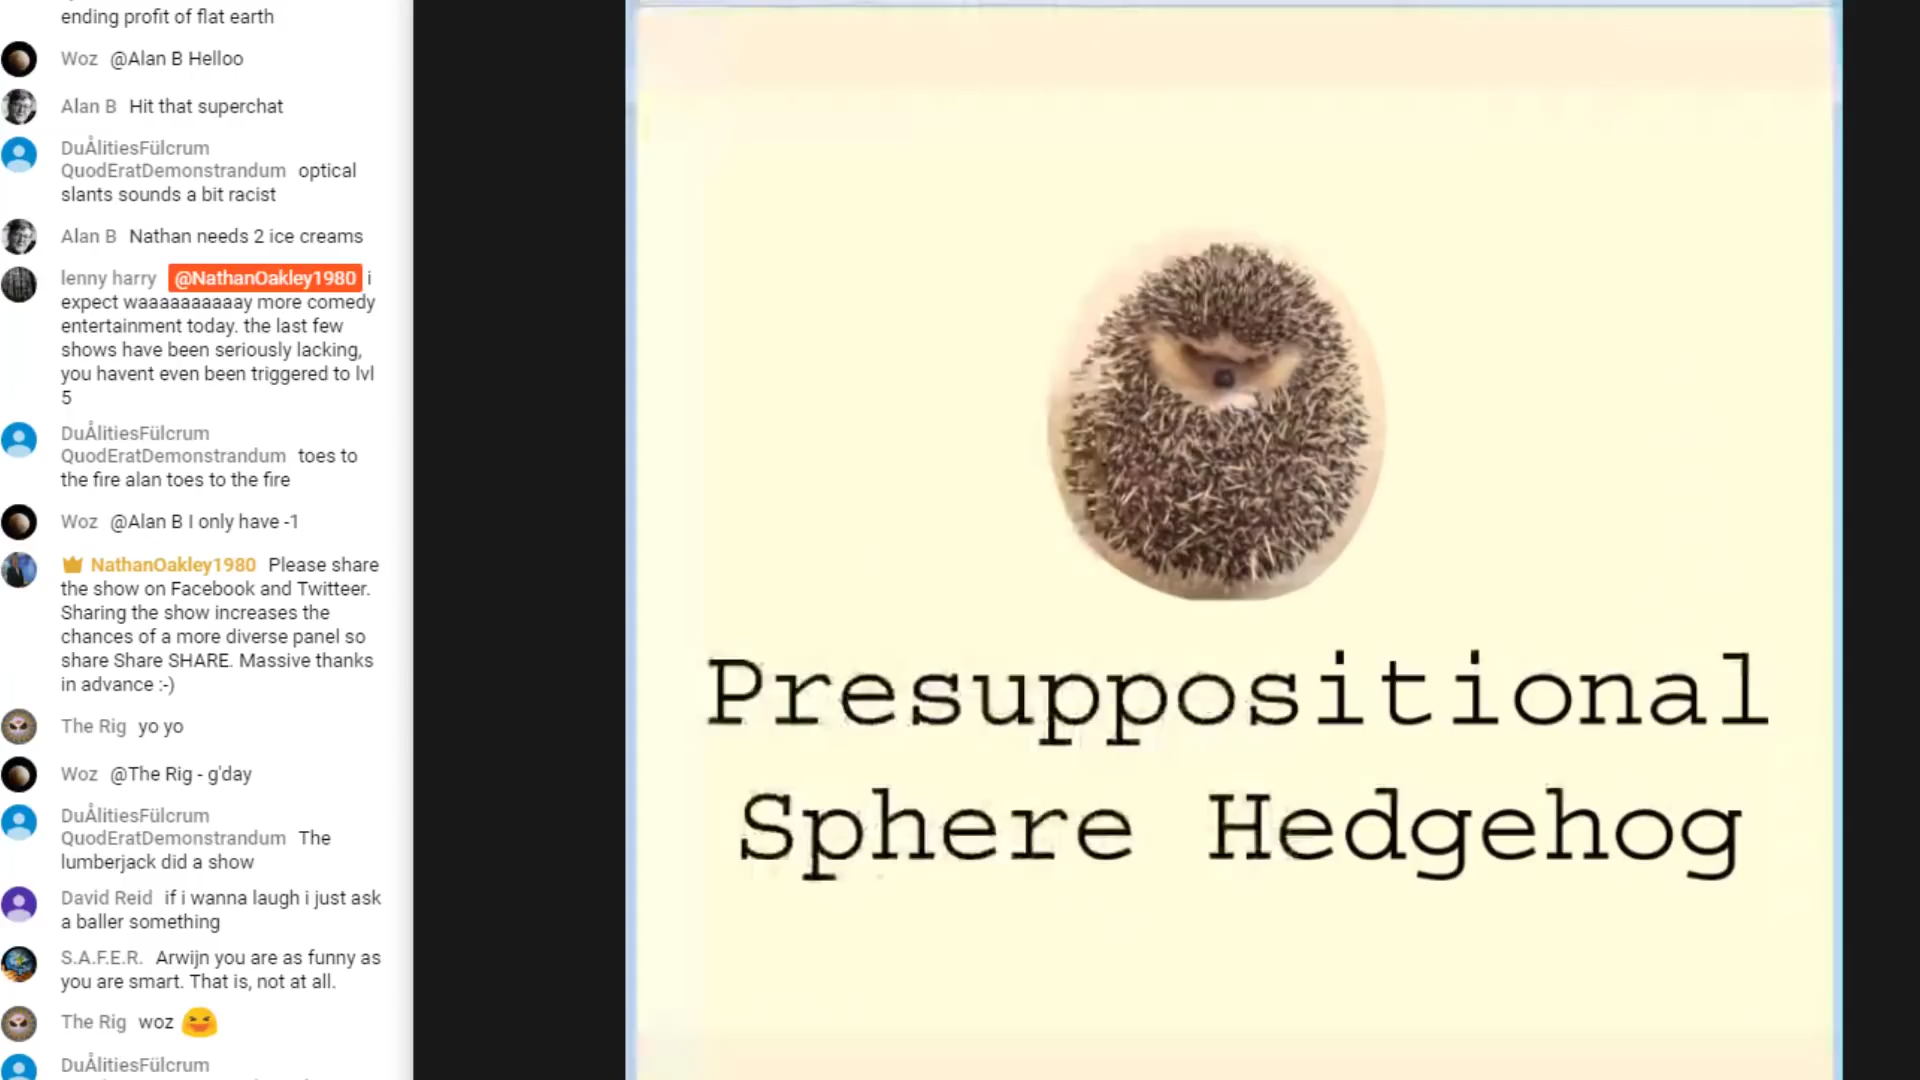 ending profit of flat earth
Woz @Alan B Helloo
Alan B Hit that superchat
DuÅlitiesFülcrum
QuodEratDemonstrandum optical
slants sounds a bit racist
Alan B Nathan needs 2 ice creams
lenny harry @NathanOakley1980 i
expect waaaaaaaaaay more comedy
entertainment today. the last few
shows have been seriously lacking,
you havent even been triggered to lvl
5
DuÅlitiesFülcrum
QuodEratDemonstrandum toes to
the fire alan toes to the fire
Woz @Alan B I only have -1
NathanOakley1980 Please share
the show on Facebook and Twitteer.
Sharing the show increases the
chances of a more diverse panel so
share Share SHARE. Massive thanks
in advance :-)
The Rig yo yo
Woz @The Rig - g'day
DuÅlitiesFülcrum
QuodEratDemonstrandum The
lumberjack did a show
David Reid if i wanna laugh i just ask
a baller something
S.A.F.E.R. Arwijn you are as funny as
you are smart. That is, not at all.
The Rig woz 😆
DuÅlitiesFülcrum
Presuppositional
Sphere Hedgehog